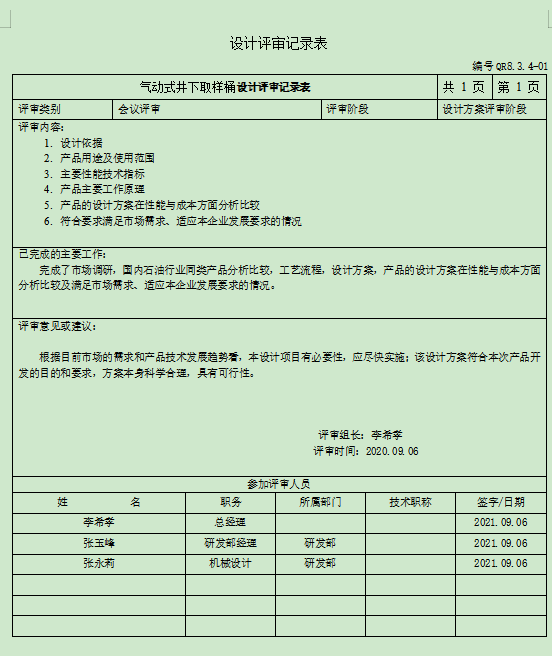 设计评审记录表
编号QR8.3.4-01
气动式井下取样桶设计评审记录表 共 1 页 第 1 页
评审类别 会议评审 评审阶段 设计方案评审阶段
评审内容：
1. 设计依据
2. 产品用途及使用范围
3. 主要性能技术指标
4. 产品主要工作原理
5. 产品的设计方案在性能与成本方面分析比较
6. 符合要求满足市场需求、适应本企业发展要求的情况
已完成的主要工作：
完成了市场调研，国内石油行业同类产品分析比较，工艺流程，设计方案，产品的设计方案在性能与成本方面
分析比较及满足市场需求、适应本企业发展要求的情况。
评审意见或建议：
根据目前市场的需求和产品技术发展趋势看，本设计项目有必要性，应尽快实施；该设计方案符合本次产品开
发的目的和要求，方案本身科学合理，具有可行性。
评审组长：李希孝
评审时间：2020.09.06
参加评审人员
姓 名 职务 所属部门 技术职称 签字/日期
李希孝 总经理 2021.09.06
张玉峰 研发部经理 研发部 2021.09.06
张永莉 机械设计 研发部 2021.09.06